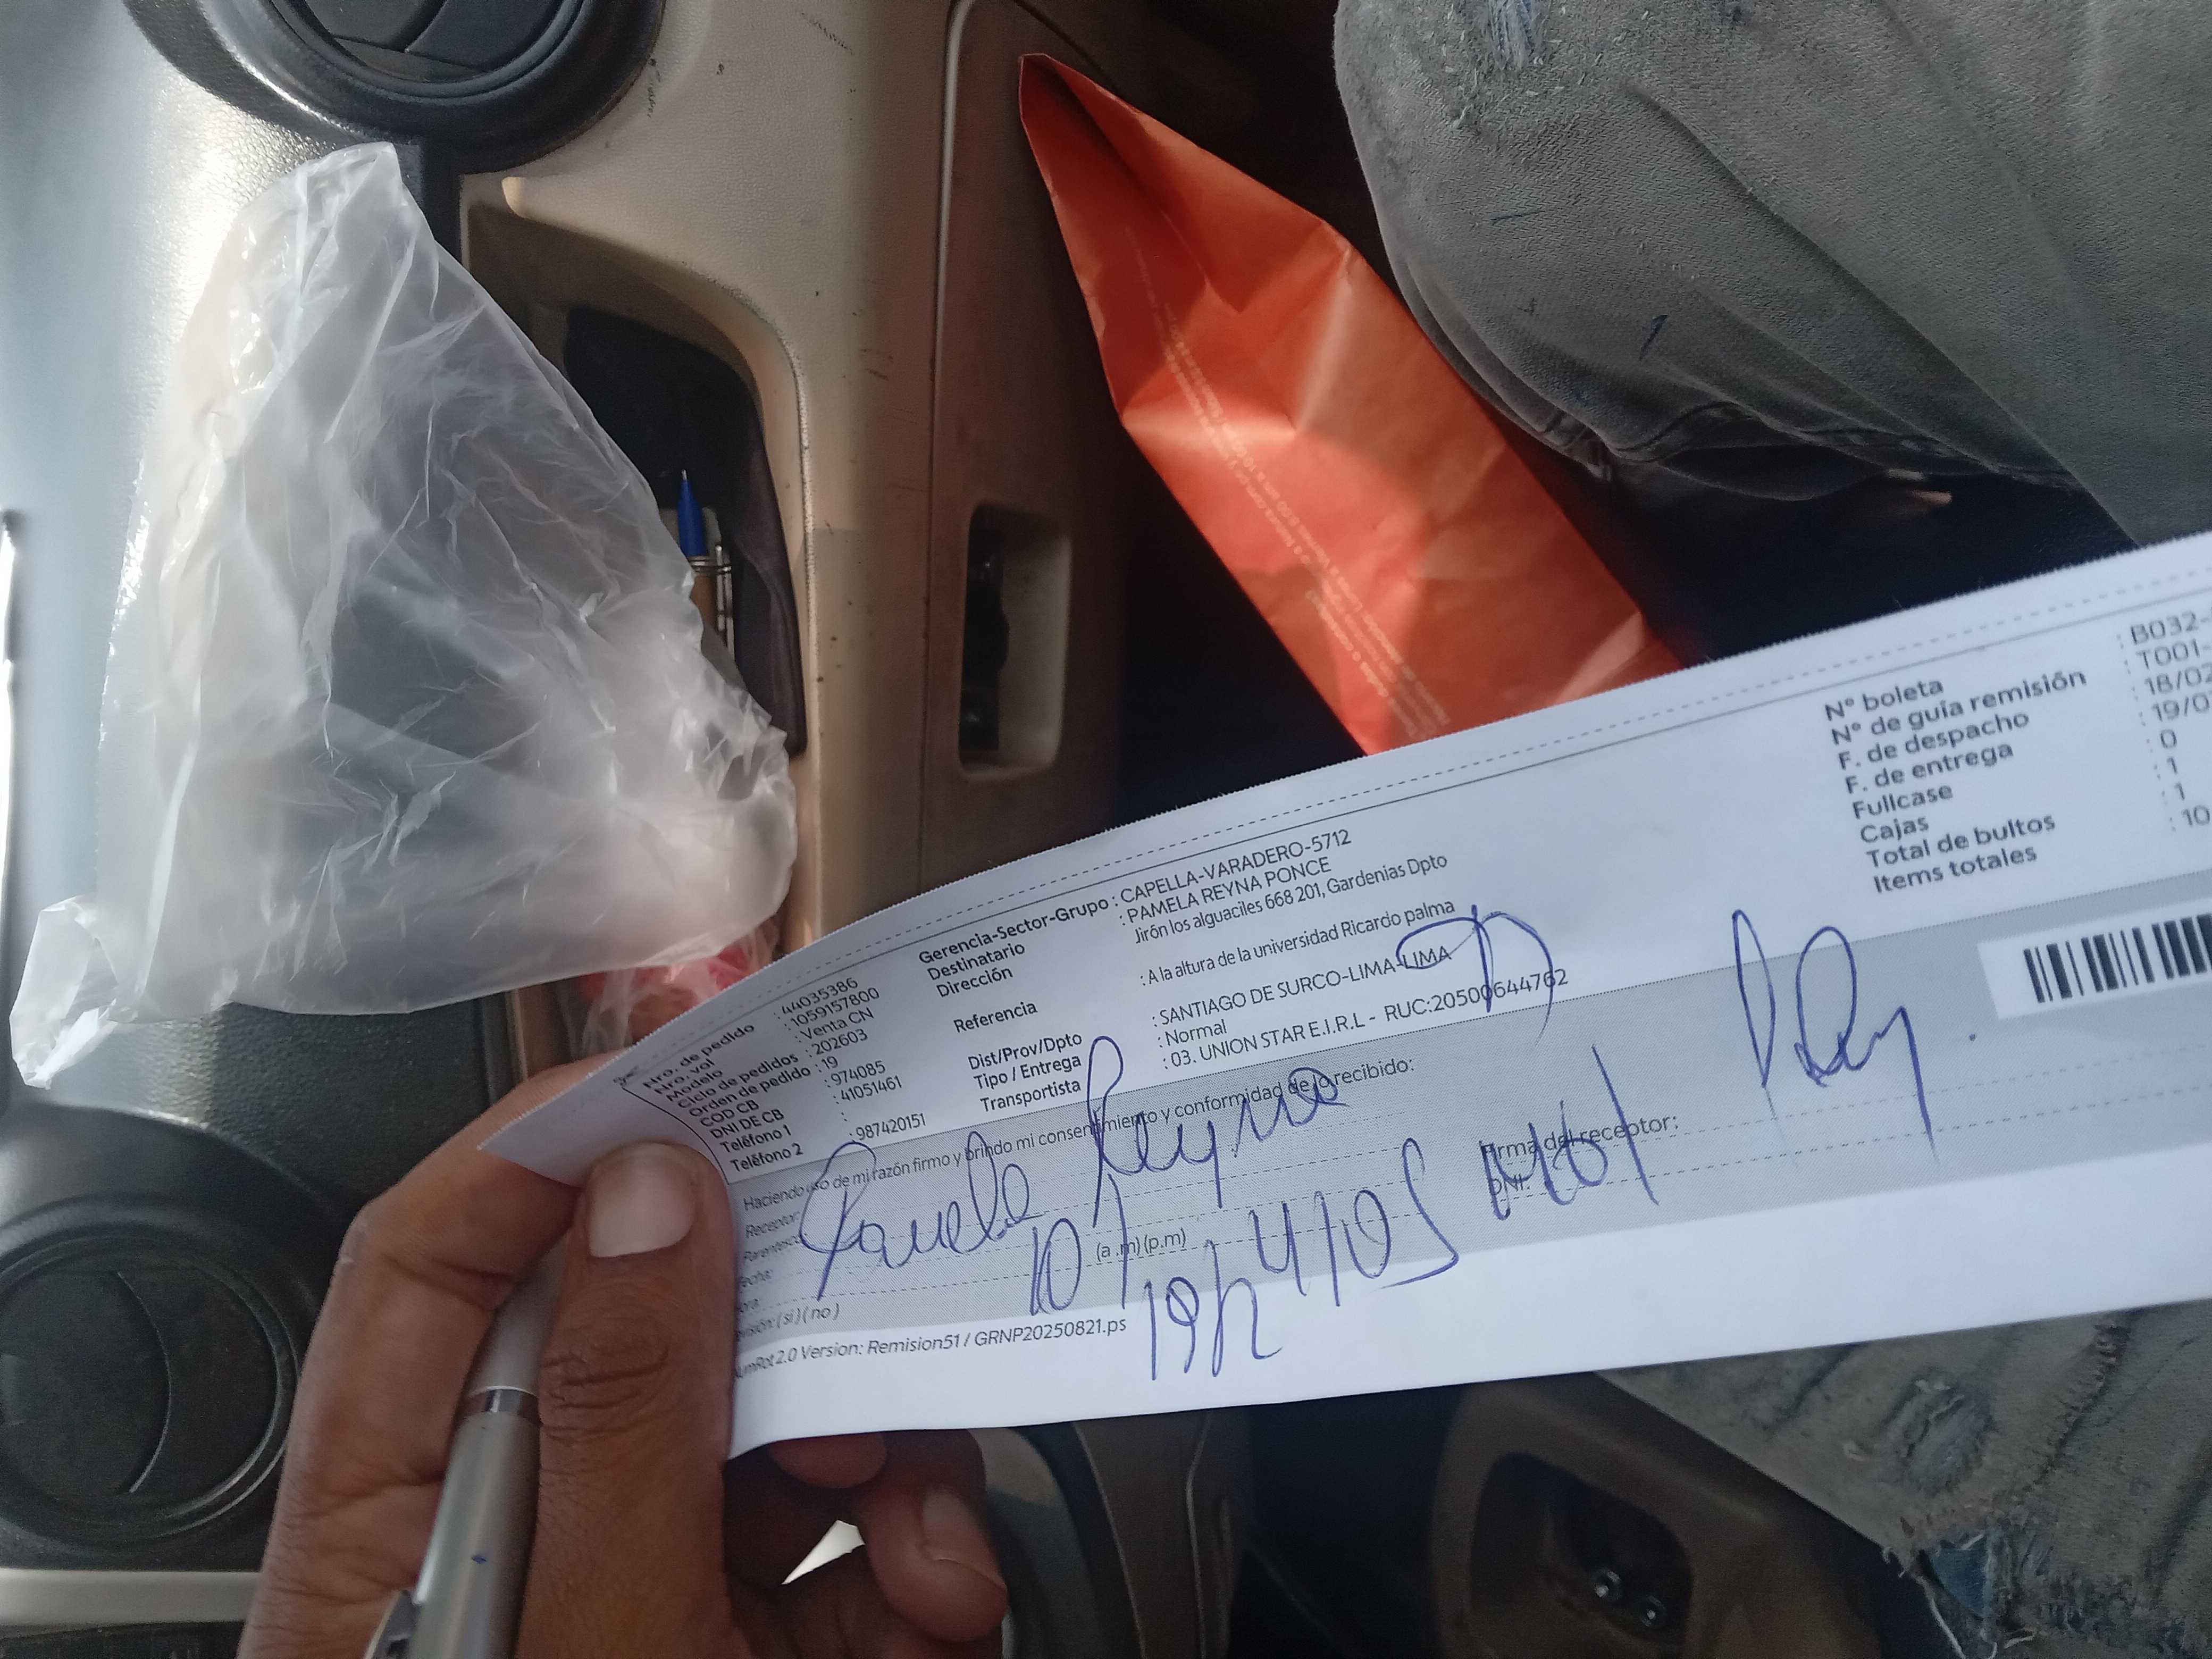 Nro. de pedido : 44035386
Nro. vol : 1059157800
Modelo : Venta CN
Ciclo de pedidos : 202603
Orden de pedido : 19
COD CB : 974085
DNI DE CB : 41051461
Teléfono 1 :
Teléfono 2 : 987420151
Gerencia-Sector-Grupo : CAPELLA-VARADERO-5712
Destinatario : PAMELA REYNA PONCE
Dirección Jirón los alguaciles 668 201, Gardenias Dpto
Referencia : A la altura de la universidad Ricardo palma
Dist/Prov/Dpto : SANTIAGO DE SURCO-LIMA-LIMA
Tipo / Entrega : Normal
Transportista : 03. UNION STAR E.I.R.L - RUC:20500644762
Nº boleta : B032-
Nº de guía remisión : T001-
F. de despacho : 18/02
F. de entrega : 19/0
Fullcase : 0
Cajas : 1
Total de bultos : 1
Items totales : 10
Haciendo uso de mi razón firmo y brindo mi consentimiento y conformidad de lo recibido:
Receptor: Pamela Reyna
Parentesco:
Fecha:
(a .m)(p.m)
( si ) ( no )
Firma del receptor:
DNI:
41051461
2.0 Version: Remision51 / GRNP20250821.ps